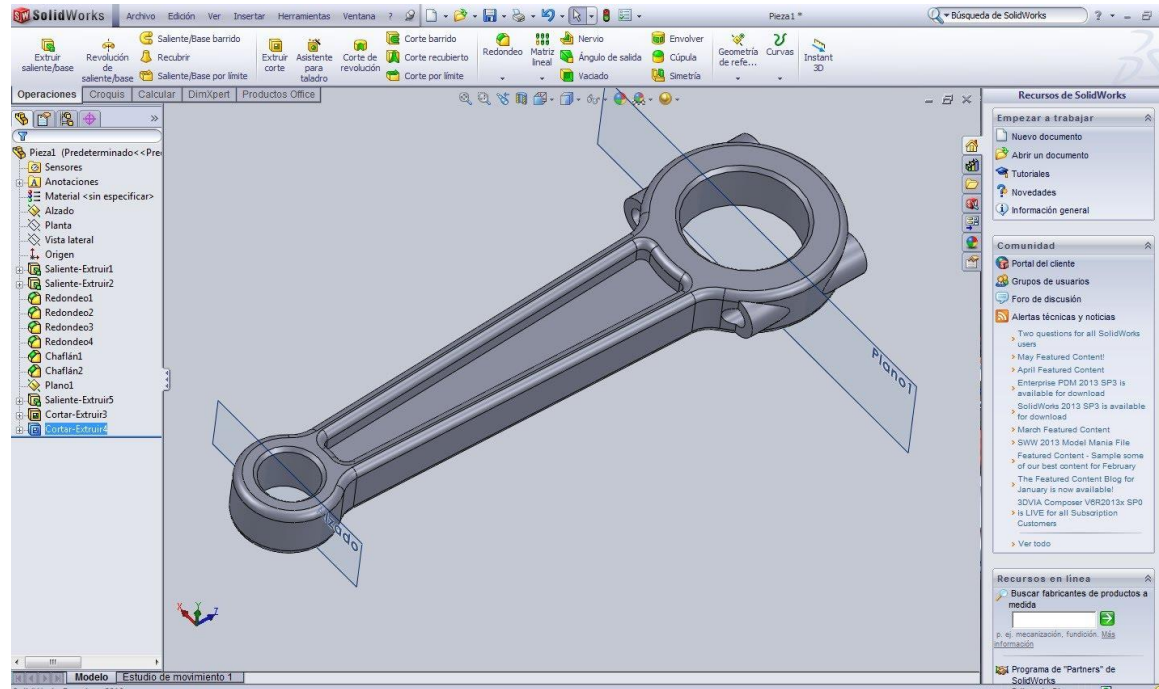 SolidWorks
Archivo Edición Ver Insertar Herramientas Ventana ?
Pieza1 *
Búsqueda de SolidWorks
?
Extruir saliente/base
Revolución de saliente/base
Saliente/Base barrido
Recubrir
Saliente/Base por límite
Extruir corte
Asistente para taladro
Corte de revolución
Corte barrido
Corte recubierto
Corte por límite
Redondeo
Matriz lineal
Nervio
Ángulo de salida
Vaciado
Envolver
Cúpula
Simetría
Geometría de refe...
Curvas
Instant 3D
Operaciones Croquis Calcular DimXpert Productos Office
Pieza1 (Predeterminado<<Pre
Sensores
Anotaciones
Material <sin especificar>
Alzado
Planta
Vista lateral
Origen
Saliente-Extruir1
Saliente-Extruir2
Redondeo1
Redondeo2
Redondeo3
Redondeo4
Chaflán1
Chaflán2
Plano1
Saliente-Extruir5
Cortar-Extruir3
Cortar-Extruir4
Plano1
Alzado
X Y Z
Modelo Estudio de movimiento 1
Recursos de SolidWorks
Empezar a trabajar
Nuevo documento
Abrir un documento
Tutoriales
Novedades
Información general
Comunidad
Portal del cliente
Grupos de usuarios
Foro de discusión
Alertas técnicas y noticias
Two questions for all SolidWorks
users
May Featured Content!
April Featured Content
Enterprise PDM 2013 SP3 is
available for download
SolidWorks 2013 SP3 is available
for download
March Featured Content
SWW 2013 Model Mania File
Featured Content - Sample some
of our best content for February
The Featured Content Blog for
January is now available!
3DVIA Composer V6R2013x SP0
is LIVE for all Subscription
Customers
Ver todo
Recursos en línea
Buscar fabricantes de productos a
medida
p. ej. mecanización, fundición. Más
información
Programa de "Partners" de
SolidWorks